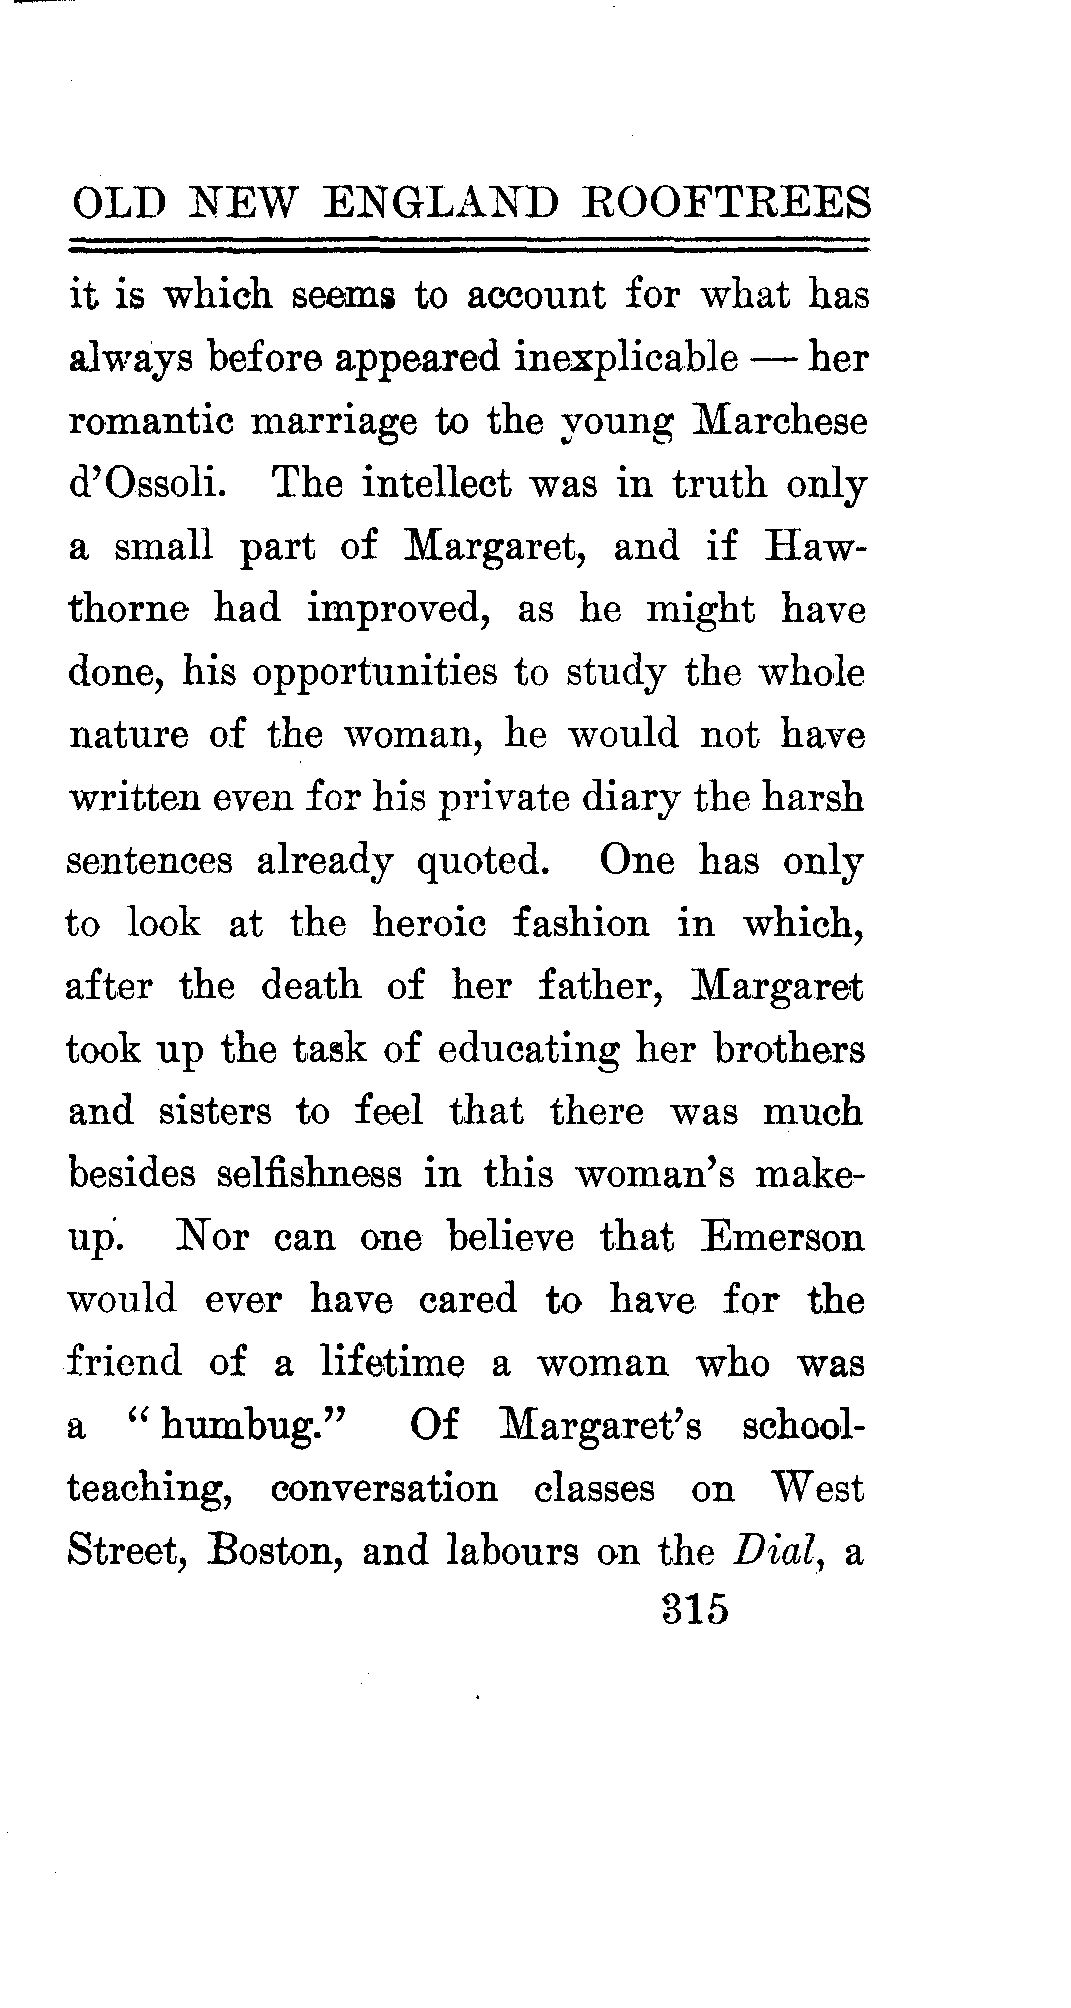 OLD NEW ENGLAND ROOFTREES
it is which seems to account for what has
always before appeared inexplicable — her
romantic marriage to the young Marchese
d'Ossoli. The intellect was in truth only
a small part of Margaret, and if Haw-
thorne had improved, as he might have
done, his opportunities to study the whole
nature of the woman, he would not have
written even for his private diary the harsh
sentences already quoted. One has only
to look at the heroic fashion in which,
after the death of her father, Margaret
took up the task of educating her brothers
and sisters to feel that there was much
besides selfishness in this woman's make-
up. Nor can one believe that Emerson
would ever have cared to have for the
friend of a lifetime a woman who was
a "humbug." Of Margaret's school-
teaching, conversation classes on West
Street, Boston, and labours on the Dial, a
315